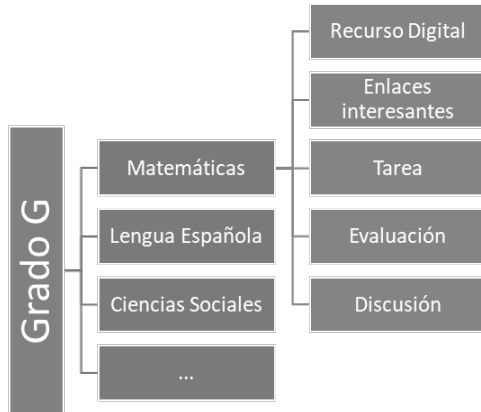 Grado G
Matemáticas
Lengua Española
Ciencias Sociales
...
Recurso Digital
Enlaces
interesantes
Tarea
Evaluación
Discusión